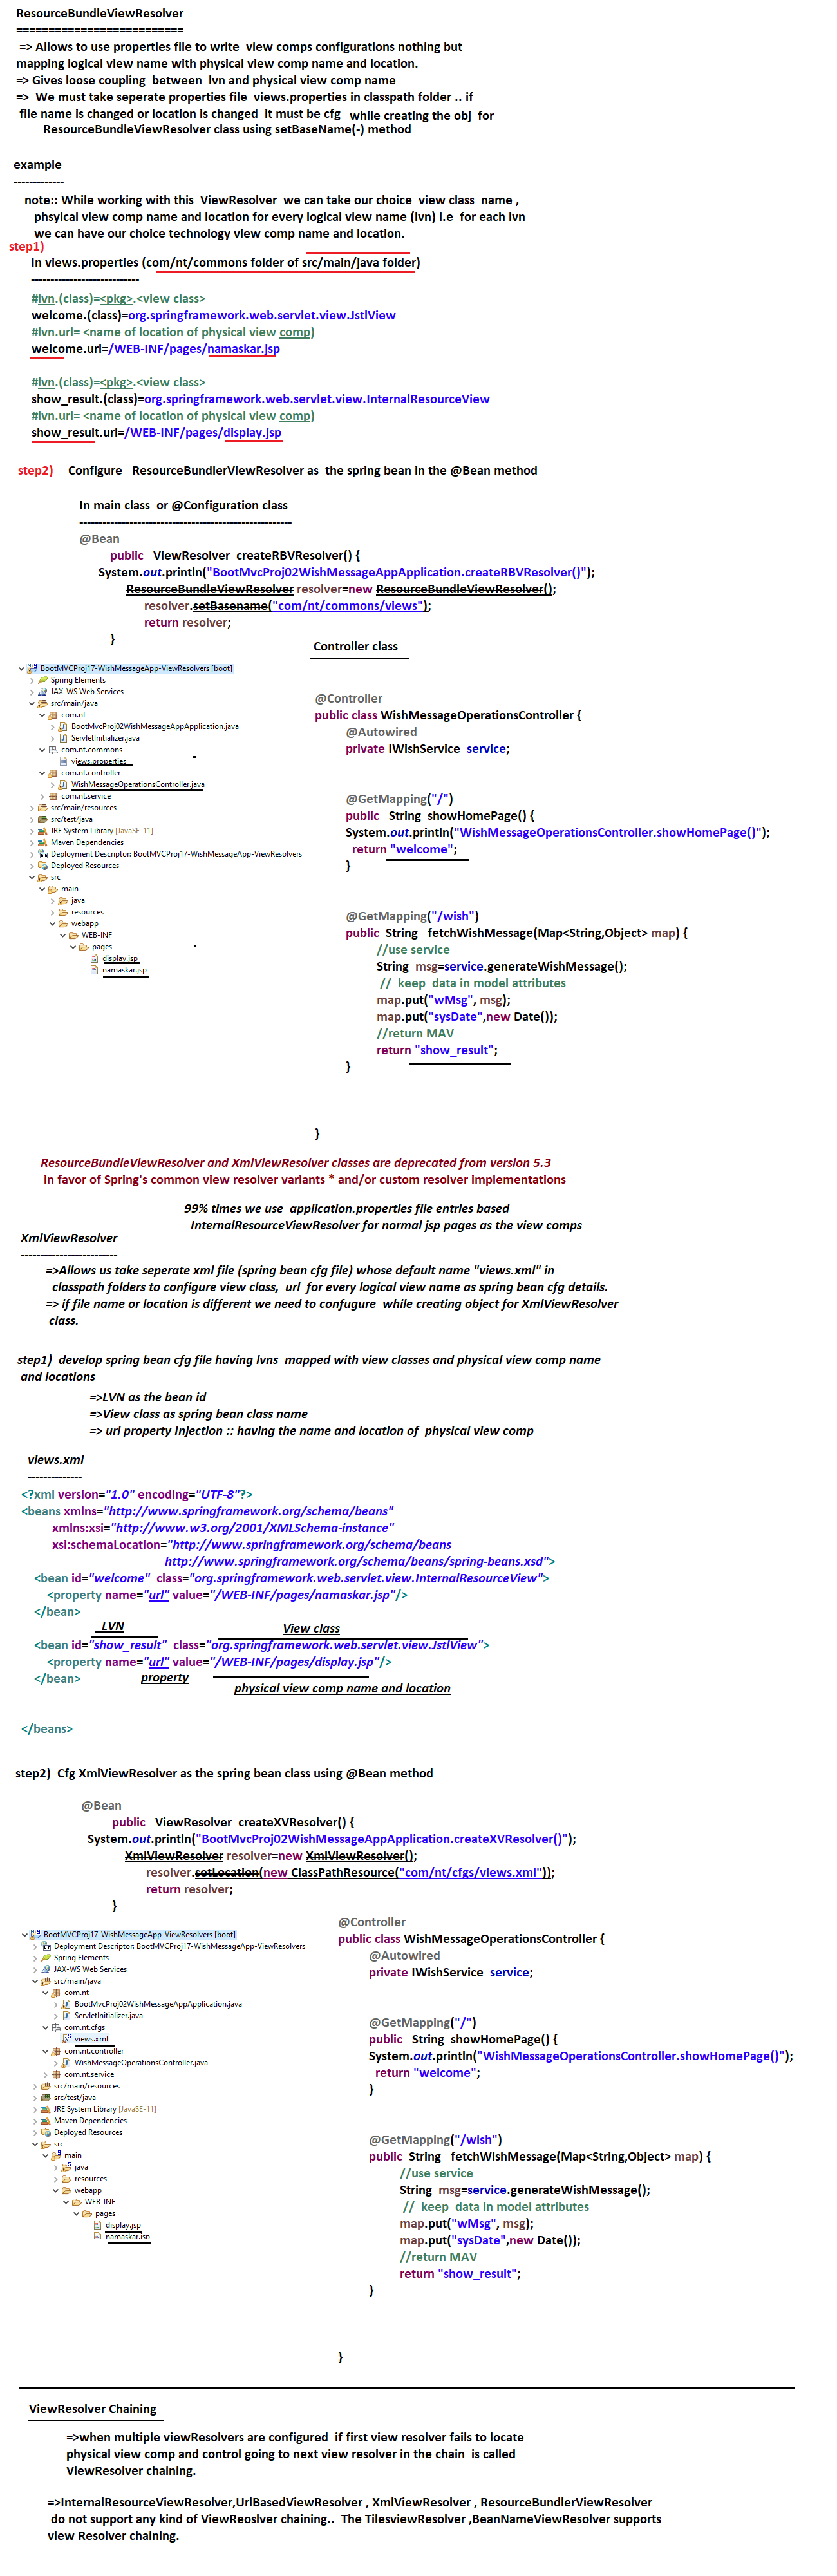 ResourceBundleViewResolver
==========================
=> Allows to use properties file to write view comps configurations nothing but
mapping logical view name with physical view comp name and location.
=> Gives loose coupling between lvn and physical view comp name
=> We must take seperate properties file views.properties in classpath folder .. if
file name is changed or location is changed it must be cfg while creating the obj for
ResourceBundleViewResolver class using setBaseName(-) method
example
-------------
note:: While working with this ViewResolver we can take our choice view class name ,
phsyical view comp name and location for every logical view name (lvn) i.e for each lvn
we can have our choice technology view comp name and location.
step1)
In views.properties (com/nt/commons folder of src/main/java folder)
----------------------------
#lvn.(class)=<pkg>.<view class>
welcome.(class)=org.springframework.web.servlet.view.JstlView
#lvn.url= <name of location of physical view comp)
welcome.url=/WEB-INF/pages/namaskar.jsp
#lvn.(class)=<pkg>.<view class>
show_result.(class)=org.springframework.web.servlet.view.InternalResourceView
#lvn.url= <name of location of physical view comp)
show_result.url=/WEB-INF/pages/display.jsp
step2) Configure ResourceBundlerViewResolver as the spring bean in the @Bean method
In main class or @Configuration class
-------------------------------------------------------
@Bean
public ViewResolver createRBVResolver() {
System.out.println("BootMvcProj02WishMessageAppApplication.createRBVResolver()");
ResourceBundleViewResolver resolver=new ResourceBundleViewResolver();
resolver.setBasename("com/nt/commons/views");
return resolver;
}
Controller class
BootMVCProj17-WishMessageApp-ViewResolvers [boot]
Spring Elements
JAX-WS Web Services
src/main/java
com.nt
BootMvcProj02WishMessageAppApplication.java
ServletInitializer.java
com.nt.commons
views.properties
com.nt.controller
WishMessageOperationsController.java
com.nt.service
src/main/resources
src/test/java
JRE System Library [JavaSE-11]
Maven Dependencies
Deployment Descriptor: BootMVCProj17-WishMessageApp-ViewResolvers
Deployed Resources
src
main
java
resources
webapp
WEB-INF
pages
display.jsp
namaskar.jsp
@Controller
public class WishMessageOperationsController {
@Autowired
private IWishService service;
@GetMapping("/")
public String showHomePage() {
System.out.println("WishMessageOperationsController.showHomePage()");
return "welcome";
}
@GetMapping("/wish")
public String fetchWishMessage(Map<String,Object> map) {
//use service
String msg=service.generateWishMessage();
// keep data in model attributes
map.put("wMsg", msg);
map.put("sysDate",new Date());
//return MAV
return "show_result";
}
}
ResourceBundleViewResolver and XmlViewResolver classes are deprecated from version 5.3
in favor of Spring's common view resolver variants * and/or custom resolver implementations
99% times we use application.properties file entries based
InternalResourceViewResolver for normal jsp pages as the view comps
XmlViewResolver
-------------------------
=>Allows us take seperate xml file (spring bean cfg file) whose default name "views.xml" in
classpath folders to configure view class, url for every logical view name as spring bean cfg details.
=> if file name or location is different we need to confugure while creating object for XmlViewResolver
class.
step1) develop spring bean cfg file having lvns mapped with view classes and physical view comp name
and locations
=>LVN as the bean id
=>View class as spring bean class name
=> url property Injection :: having the name and location of physical view comp
views.xml
--------------
<?xml version="1.0" encoding="UTF-8"?>
<beans xmlns="http://www.springframework.org/schema/beans"
xmlns:xsi="http://www.w3.org/2001/XMLSchema-instance"
xsi:schemaLocation="http://www.springframework.org/schema/beans
http://www.springframework.org/schema/beans/spring-beans.xsd">
<bean id="welcome" class="org.springframework.web.servlet.view.InternalResourceView">
<property name="url" value="/WEB-INF/pages/namaskar.jsp"/>
</bean>
LVN View class
<bean id="show_result" class="org.springframework.web.servlet.view.JstlView">
<property name="url" value="/WEB-INF/pages/display.jsp"/>
</bean> property
physical view comp name and location
</beans>
step2) Cfg XmlViewResolver as the spring bean class using @Bean method
@Bean
public ViewResolver createXVResolver() {
System.out.println("BootMvcProj02WishMessageAppApplication.createXVResolver()");
XmlViewResolver resolver=new XmlViewResolver();
resolver.setLocation(new ClassPathResource("com/nt/cfgs/views.xml"));
return resolver;
}
BootMVCProj17-WishMessageApp-ViewResolvers [boot]
Deployment Descriptor: BootMVCProj17-WishMessageApp-ViewResolvers
Spring Elements
JAX-WS Web Services
src/main/java
com.nt
BootMvcProj02WishMessageAppApplication.java
ServletInitializer.java
com.nt.cfgs
views.xml
com.nt.controller
WishMessageOperationsController.java
com.nt.service
src/main/resources
src/test/java
JRE System Library [JavaSE-11]
Maven Dependencies
Deployed Resources
src
main
java
resources
webapp
WEB-INF
pages
display.jsp
namaskar.jsp
@Controller
public class WishMessageOperationsController {
@Autowired
private IWishService service;
@GetMapping("/")
public String showHomePage() {
System.out.println("WishMessageOperationsController.showHomePage()");
return "welcome";
}
@GetMapping("/wish")
public String fetchWishMessage(Map<String,Object> map) {
//use service
String msg=service.generateWishMessage();
// keep data in model attributes
map.put("wMsg", msg);
map.put("sysDate",new Date());
//return MAV
return "show_result";
}
}
ViewResolver Chaining
=>when multiple viewResolvers are configured if first view resolver fails to locate
physical view comp and control going to next view resolver in the chain is called
ViewResolver chaining.
=>InternalResourceViewResolver,UrlBasedViewResolver , XmlViewResolver , ResourceBundlerViewResolver
do not support any kind of ViewReoslver chaining.. The TilesviewResolver ,BeanNameViewResolver supports
view Resolver chaining.